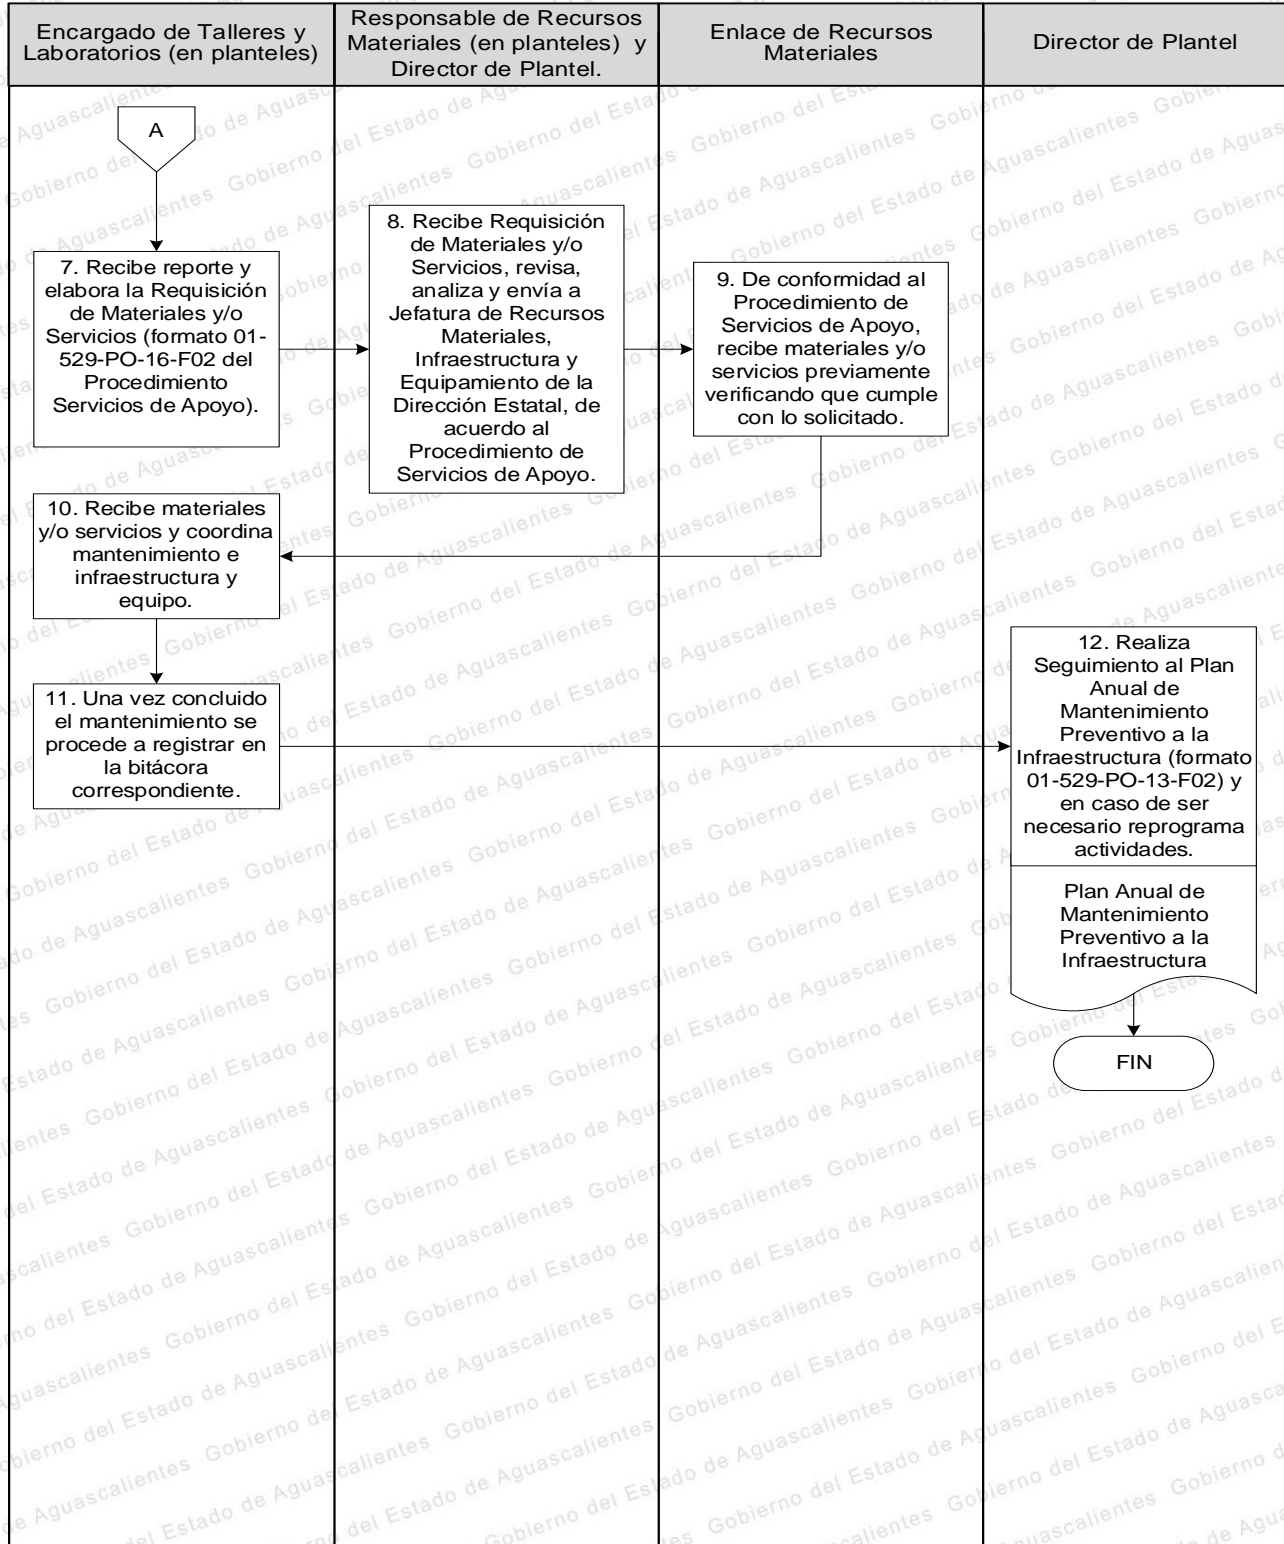 Encargado de Talleres y
Laboratorios (en planteles)
Responsable de Recursos
Materiales (en planteles) y
Director de Plantel.
Enlace de Recursos
Materiales
Director de Plantel
A
7. Recibe reporte y
elabora la Requisición
de Materiales y/o
Servicios (formato 01-
529-PO-16-F02 del
Procedimiento
Servicios de Apoyo).
8. Recibe Requisición
de Materiales y/o
Servicios, revisa,
analiza y envía a
Jefatura de Recursos
Materiales,
Infraestructura y
Equipamiento de la
Dirección Estatal, de
acuerdo al
Procedimiento de
Servicios de Apoyo.
9. De conformidad al
Procedimiento de
Servicios de Apoyo,
recibe materiales y/o
servicios previamente
verificando que cumple
con lo solicitado.
10. Recibe materiales
y/o servicios y coordina
mantenimiento e
infraestructura y
equipo.
11. Una vez concluido
el mantenimiento se
procede a registrar en
la bitácora
correspondiente.
12. Realiza
Seguimiento al Plan
Anual de
Mantenimiento
Preventivo a la
Infraestructura (formato
01-529-PO-13-F02) y
en caso de ser
necesario reprograma
actividades.
Plan Anual de
Mantenimiento
Preventivo a la
Infraestructura
FIN